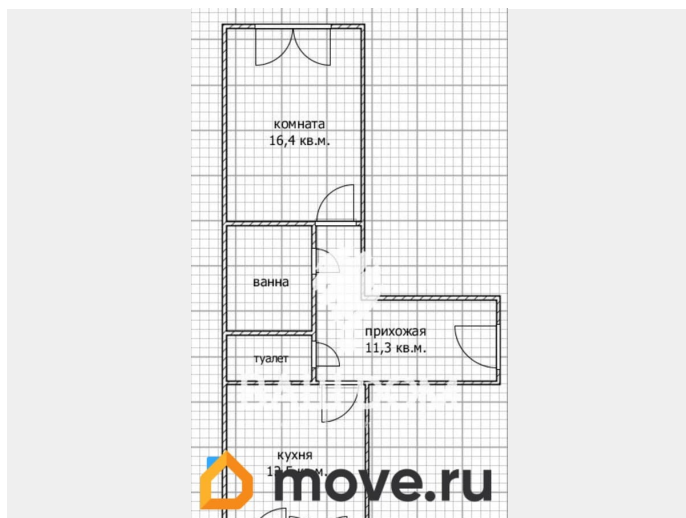 комната
16,4 кв.м.
ванна
прихожая
11,3 кв.м.
туалет
кухня
move.ru